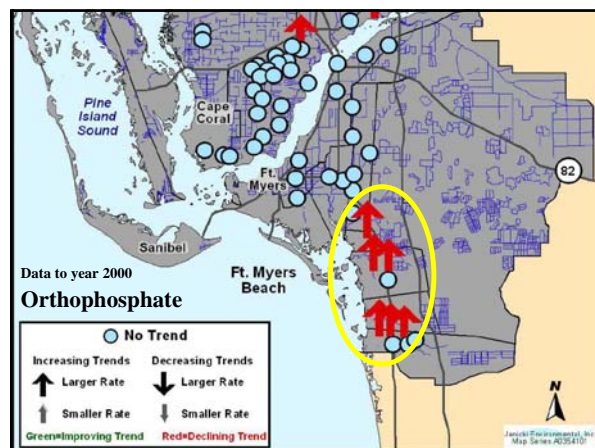 Pine
Island
Sound
Cape
Coral
Ft.
Myers
82
Sanibel
Ft. Myers
Beach
Data to year 2000
Orthophosphate
No Trend
Increasing Trends
Decreasing Trends
Larger Rate
Larger Rate
Smaller Rate
Smaller Rate
Green=Improving Trend
Red=Declining Trend
N
Janicki Environmental, Inc.
Map Series A0354101